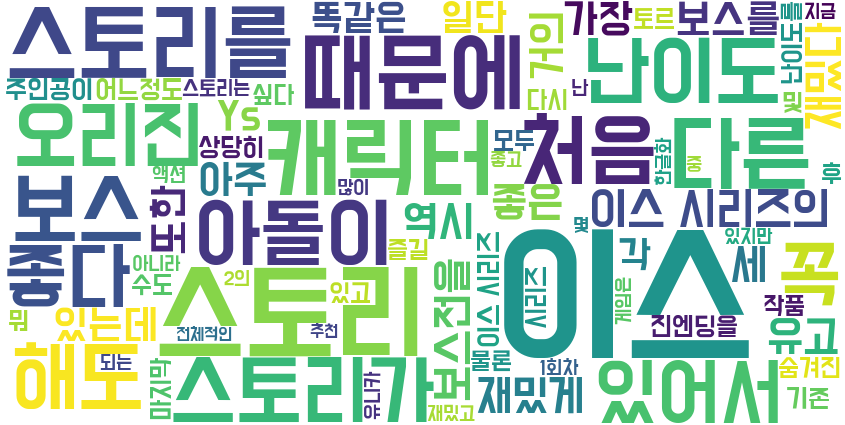 스토리를
똑같은
일단
가장
토르
보스를
지금
난이도를
재밌다
주인공이
어느정도
스토리는
싶다
때문에
거의
다시
난이도
난
및
오리진
Ys
상당히
캐릭터
모두
좋고
처음
한글화
다른
중
후
액션
아주
많이
보스
또한
아돌이
역시
좋은
이스 시리즈의
몇
있지만
좋다
아니라
수도
2의
즐길
있고
보스전을
이스 시리즈
시리즈
이스
각
세
꼭
게임은
작품
진엔딩을
유고
뭐
있는데
전체적인
스토리
추천
물론
1회차
숨겨진
해도
되는
마지막
스토리가
유니카
재밌고
재밌게
있어서
기존